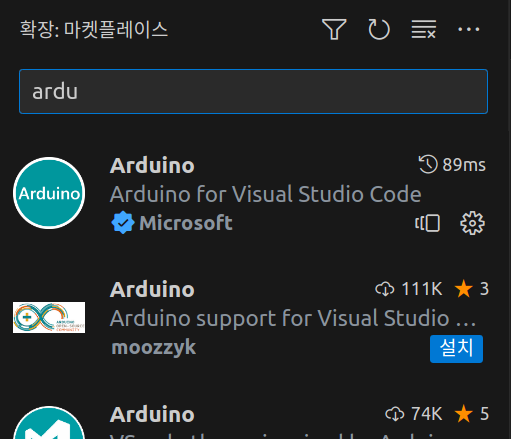 확장: 마켓플레이스
ardu
Arduino
Arduino 89ms
Arduino for Visual Studio Code
Microsoft
Arduino 111K 3
Arduino support for Visual Studio ...
moozzyk 설치
Arduino 74K 5